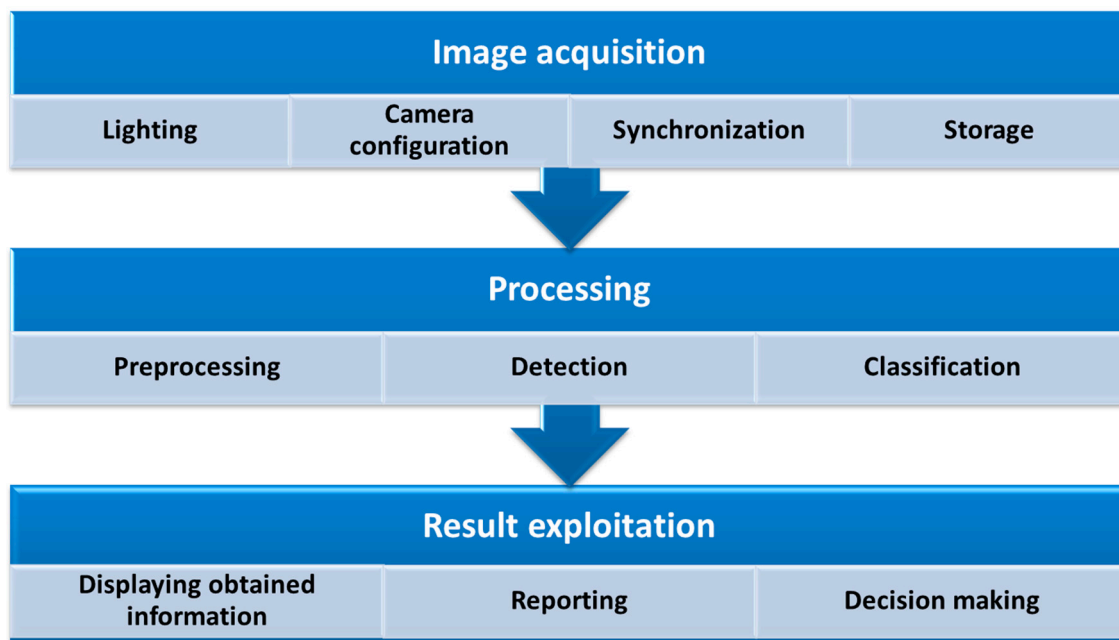 Image acquisition
Lighting
Camera
configuration
Synchronization
Storage
Processing
Preprocessing
Detection
Classification
Result exploitation
Displaying obtained
information
Reporting
Decision making